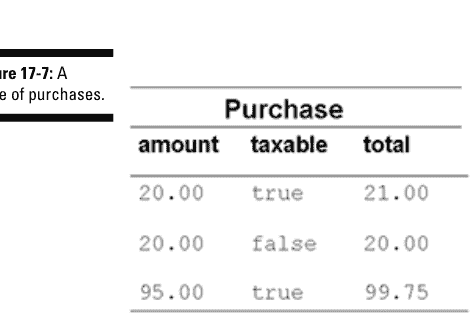 ure 17-7: A
e of purchases.
Purchase
amount taxable total
20.00 true 21.00
20.00 false 20.00
95.00 true 99.75